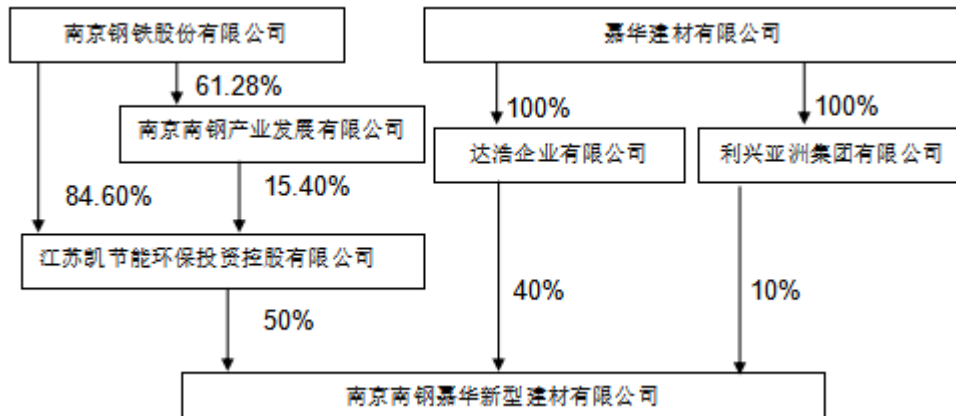 南京钢铁股份有限公司
嘉华建材有限公司
61.28%
100%
100%
南京南钢产业发展有限公司
达浩企业有限公司
利兴亚洲集团有限公司
84.60%
15.40%
江苏凯节能环保投资控股有限公司
50%
40%
10%
南京南钢嘉华新型建材有限公司